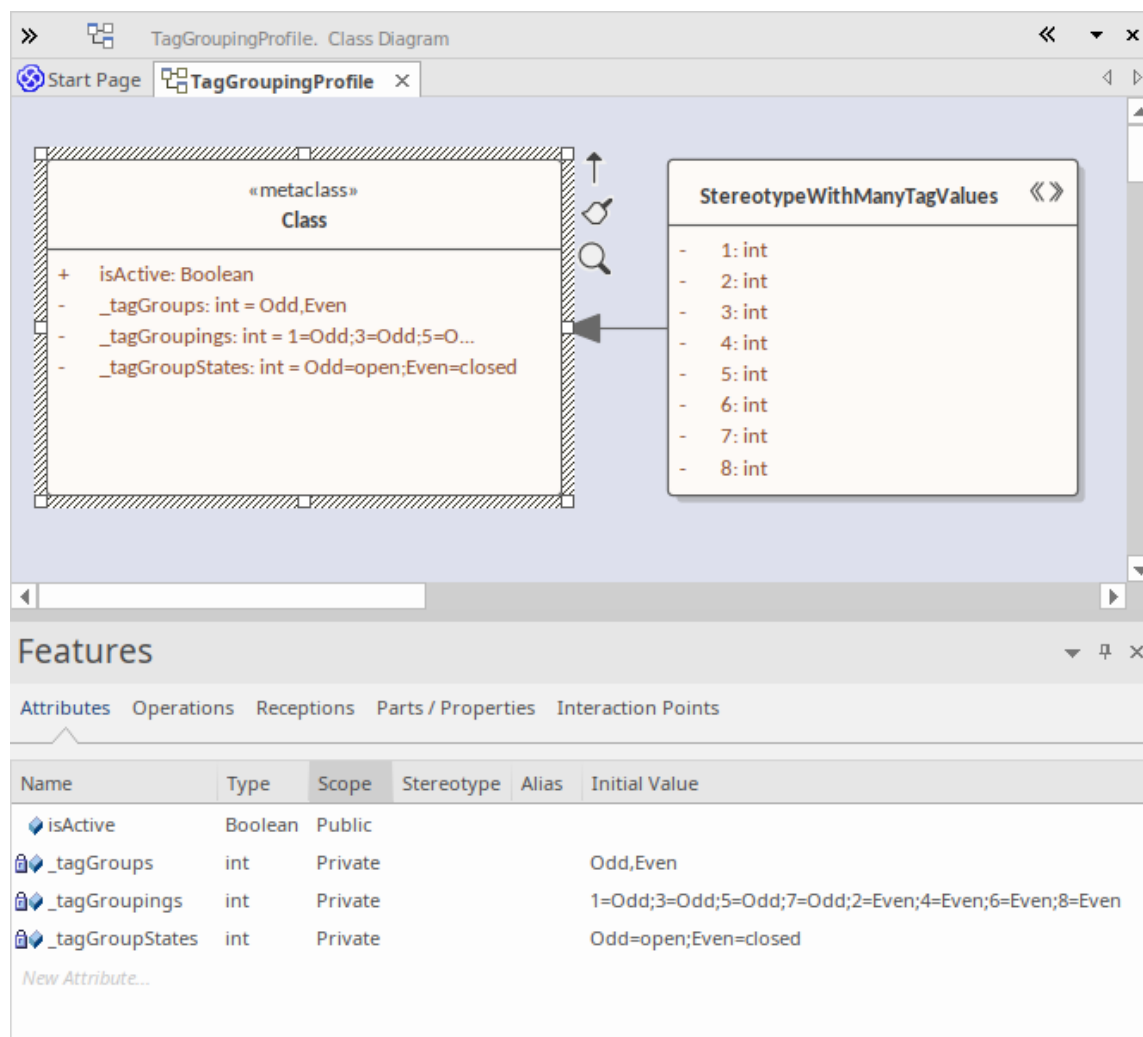 TagGroupingProfile. Class Diagram
Start Page TagGroupingProfile
«metaclass»
Class
+ isActive: Boolean
- _tagGroups: int = Odd,Even
- _tagGroupings: int = 1=Odd;3=Odd;5=O...
- _tagGroupStates: int = Odd=open;Even=closed
StereotypeWithManyTagValues «»
- 1: int
- 2: int
- 3: int
- 4: int
- 5: int
- 6: int
- 7: int
- 8: int
Features
Attributes Operations Receptions Parts / Properties Interaction Points
Name Type Scope Stereotype Alias Initial Value
isActive Boolean Public
_tagGroups int Private Odd,Even
_tagGroupings int Private 1=Odd;3=Odd;5=Odd;7=Odd;2=Even;4=Even;6=Even;8=Even
_tagGroupStates int Private Odd=open;Even=closed
New Attribute...